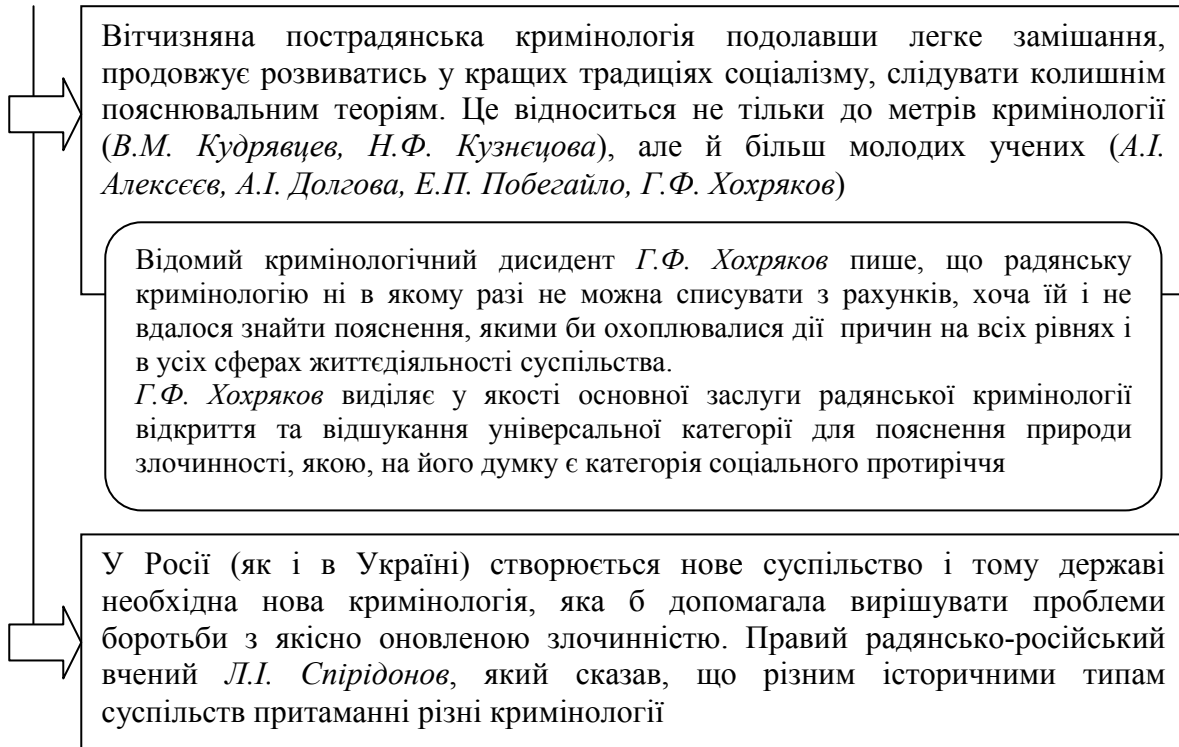 Вітчизняна пострадянська кримінологія подолавши легке замішання,
продовжує розвиватись у кращих традиціях соціалізму, слідувати колишнім
пояснювальним теоріям. Це відноситься не тільки до метрів кримінології
(В.М. Кудрявцев, Н.Ф. Кузнєцова), але й більш молодих учених (А.І.
Алексєєв, А.І. Долгова, Е.П. Побегайло, Г.Ф. Хохряков)
Відомий кримінологічний дисидент Г.Ф. Хохряков пише, що радянську
кримінологію ні в якому разі не можна списувати з рахунків, хоча їй і не
вдалося знайти пояснення, якими би охоплювалися дії причин на всіх рівнях і
в усіх сферах життєдіяльності суспільства.
Г.Ф. Хохряков виділяє у якості основної заслуги радянської кримінології
відкриття та відшукання універсальної категорії для пояснення природи
злочинності, якою, на його думку є категорія соціального протиріччя
У Росії (як і в Україні) створюється нове суспільство і тому державі
необхідна нова кримінологія, яка б допомагала вирішувати проблеми
боротьби з якісно оновленою злочинністю. Правий радянсько-російський
вчений Л.І. Спірідонов, який сказав, що різним історичними типам
суспільств притаманні різні кримінології